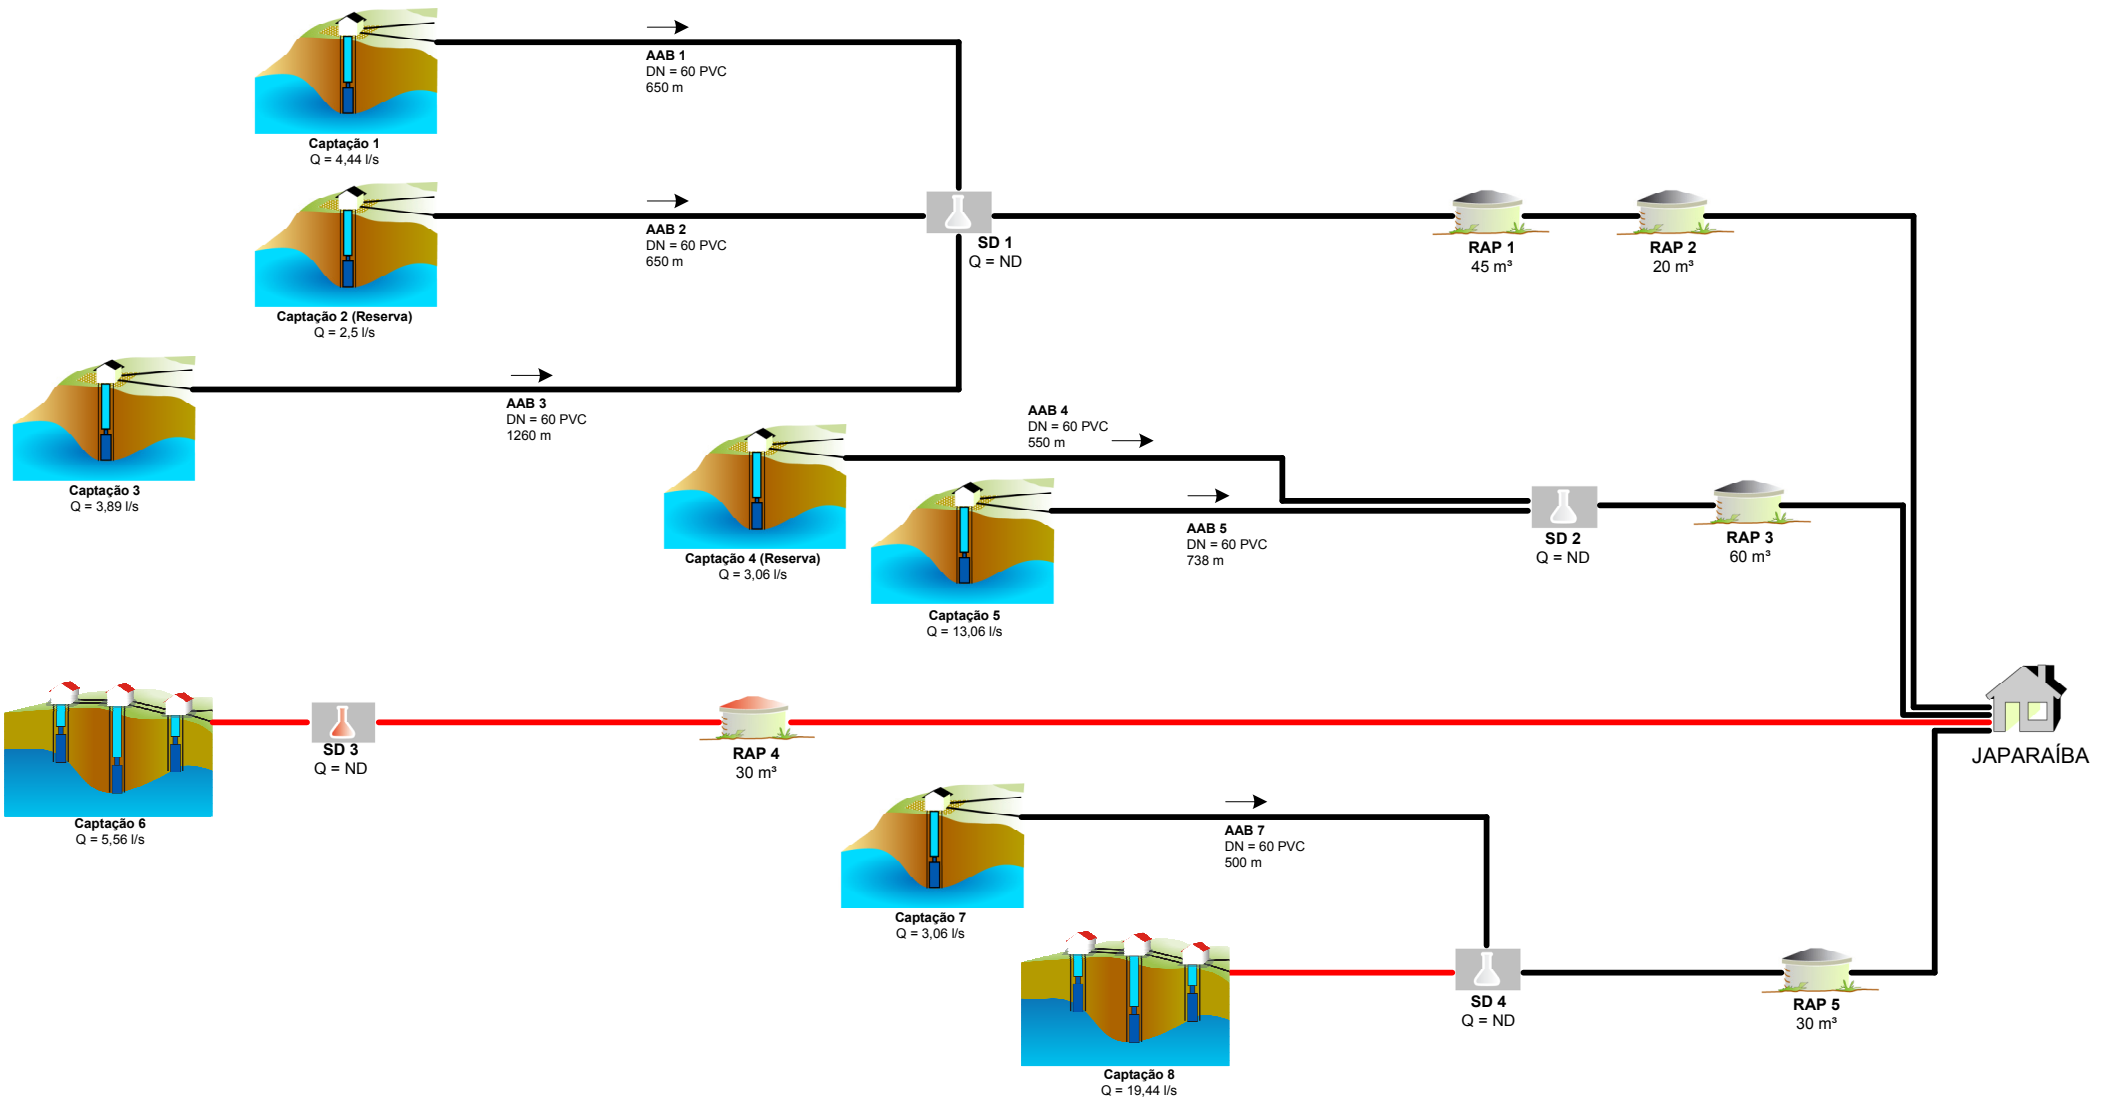 AAB 1
DN = 60 PVC
650 m
Captação 1
Q = 4,44 l/s
AAB 2
DN = 60 PVC
650 m
SD 1
Q = ND
RAP 1
45 m³
RAP 2
20 m³
Captação 2 (Reserva)
Q = 2,5 l/s
AAB 3
DN = 60 PVC
1260 m
Captação 3
Q = 3,89 l/s
AAB 4
DN = 60 PVC
550 m
Captação 4 (Reserva)
Q = 3,06 l/s
AAB 5
DN = 60 PVC
738 m
SD 2
Q = ND
RAP 3
60 m³
Captação 5
Q = 13,06 l/s
SD 3
Q = ND
RAP 4
30 m³
JAPARAÍBA
Captação 6
Q = 5,56 l/s
AAB 7
DN = 60 PVC
500 m
Captação 7
Q = 3,06 l/s
SD 4
Q = ND
RAP 5
30 m³
Captação 8
Q = 19,44 l/s